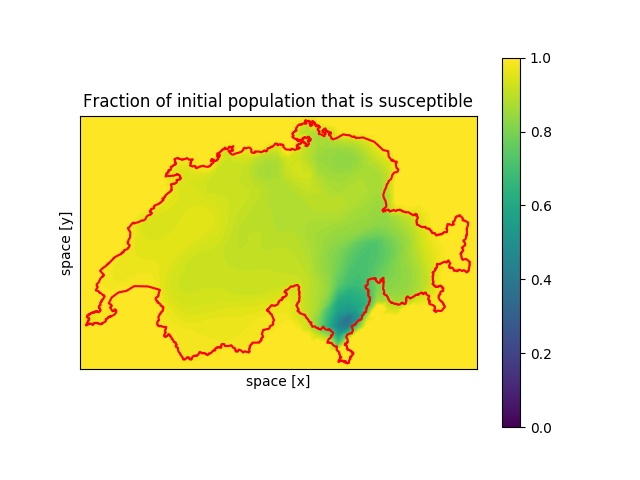 Fraction of initial population that is susceptible
space [y]
space [x]
1.0
0.8
0.6
0.4
0.2
0.0